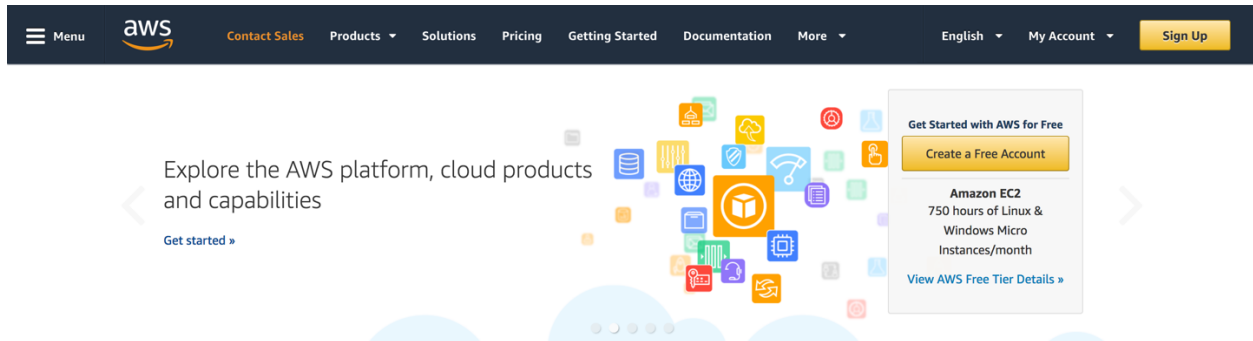 Menu
aws
Contact Sales
Products
Solutions
Pricing
Getting Started
Documentation
More
English
My Account
Sign Up
Explore the AWS platform, cloud products
and capabilities
Get started »
Get Started with AWS for Free
Create a Free Account
Amazon EC2
750 hours of Linux &
Windows Micro
Instances/month
View AWS Free Tier Details »